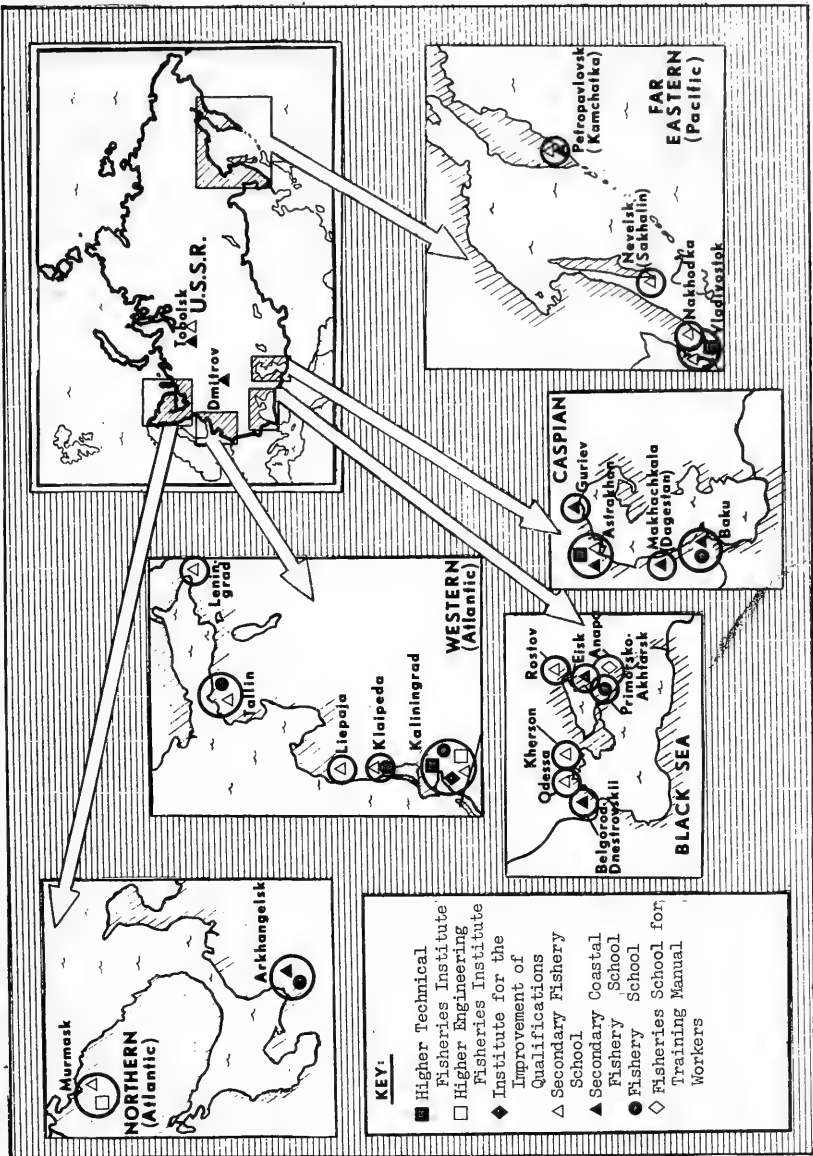 Murmask
NORTHERN
(Atlantic)
Arkhangelsk
Lenin-
grad
Tallin
Liepaja
Klaipeda
Kaliningrad
WESTERN
(Atlantic)
Tobolsk
U.S.S.R.
Dmitrov
KEY:
■ Higher Technical
Fisheries Institute
□ Higher Engineering
Fisheries Institute
◆ Institute for the
Improvement of
Qualifications
△ Secondary Fishery
School
▲ Secondary Coastal
Fishery School
● Fishery School
◇ Fisheries School for
Training Manual
Workers
Rostov
Kherson
Odessa
Eisk
Anapa
Primorsko-
Akhtarsk
Belgorod-
Dnestrovskii
BLACK SEA
CASPIAN
Guriev
Astrakhan
Makhachkala
(Dagestan)
Baku
Petropavlovsk
(Kamchatka)
Nevelsk
(Sakhalin)
Nakhodka
Vladivostok
FAR
EASTERN
(Pacific)